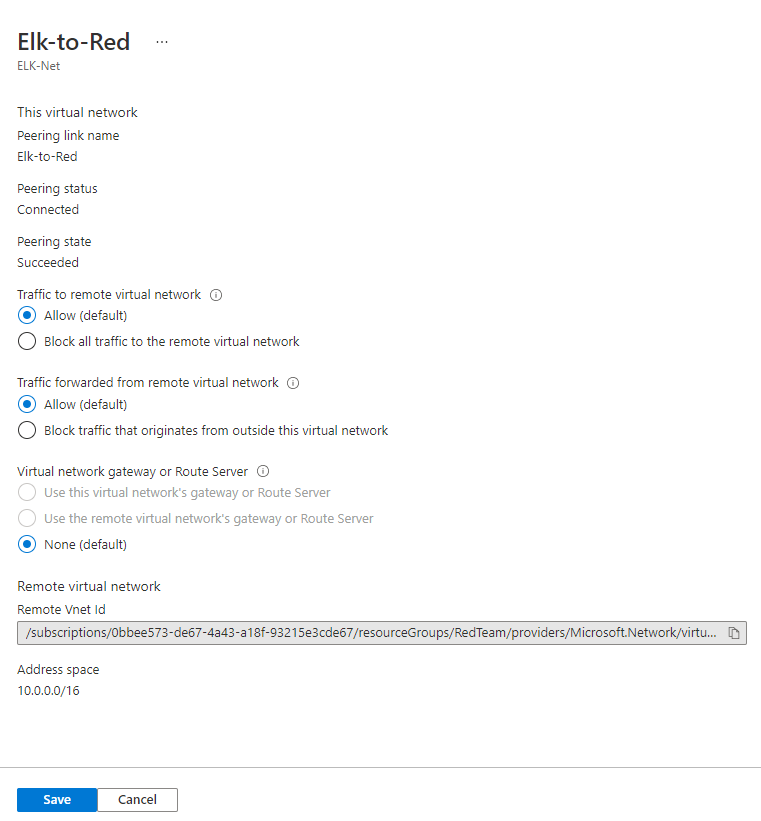 Elk-to-Red ...
ELK-Net
This virtual network
Peering link name
Elk-to-Red
Peering status
Connected
Peering state
Succeeded
Traffic to remote virtual network
Allow (default)
Block all traffic to the remote virtual network
Traffic forwarded from remote virtual network
Allow (default)
Block traffic that originates from outside this virtual network
Virtual network gateway or Route Server
Use this virtual network's gateway or Route Server
Use the remote virtual network's gateway or Route Server
None (default)
Remote virtual network
Remote Vnet Id
/subscriptions/0bbee573-de67-4a43-a18f-93215e3cde67/resourceGroups/RedTeam/providers/Microsoft.Network/virtu...
Address space
10.0.0.0/16
Save Cancel